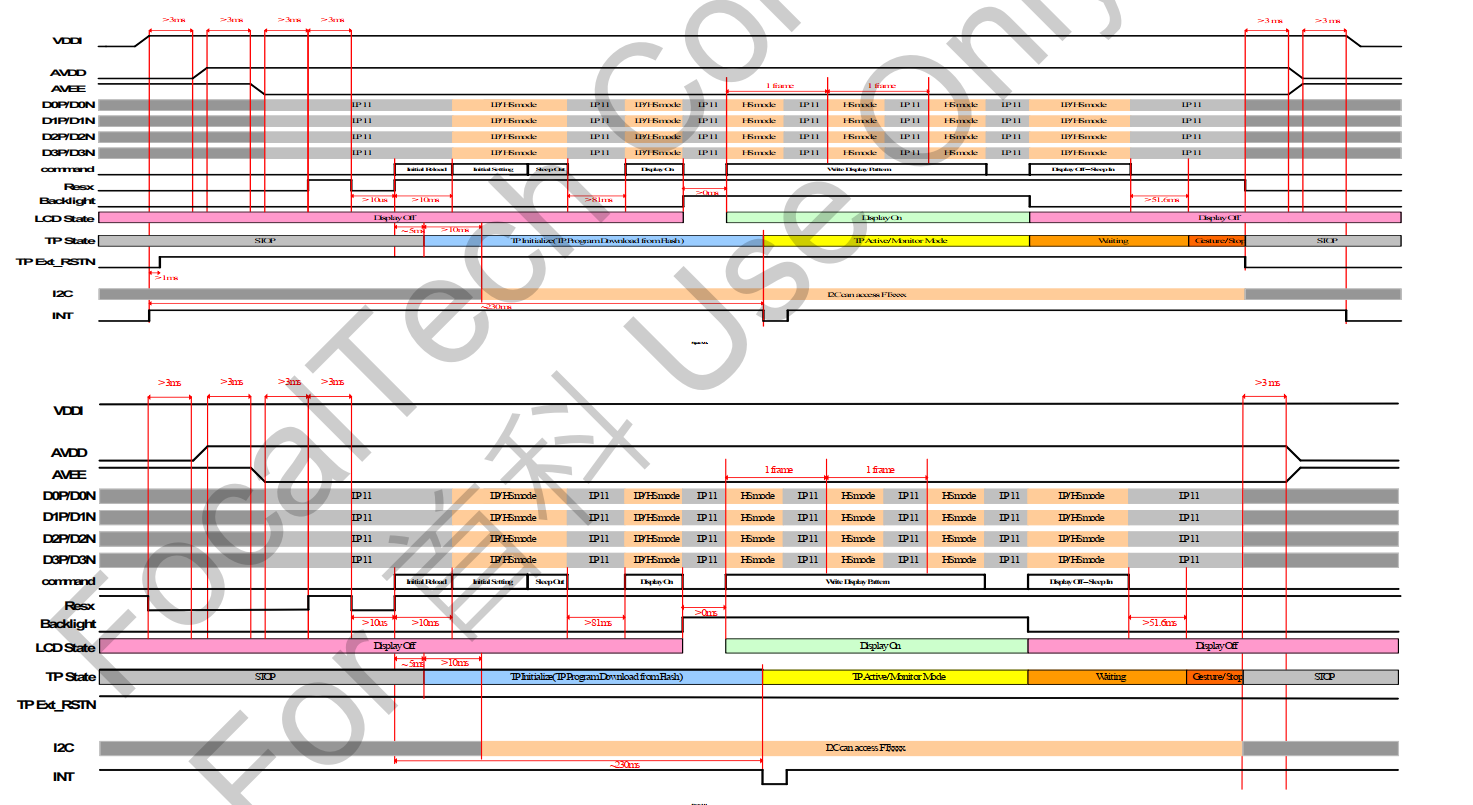 >3ms >3ms >3ms >3ms >3 ms >3 ms
VDDI
AVDD
AVEE
1 frame 1 frame
D0P/D0N LP11 LP/HSmode LP11 LP/HSmode LP11 HSmode LP11 HSmode LP11 HSmode LP11 LP/HSmode LP11
D1P/D1N LP11 LP/HSmode LP11 LP/HSmode LP11 HSmode LP11 HSmode LP11 HSmode LP11 LP/HSmode LP11
D2P/D2N LP11 LP/HSmode LP11 LP/HSmode LP11 HSmode LP11 HSmode LP11 HSmode LP11 LP/HSmode LP11
D3P/D3N LP11 LP/HSmode LP11 LP/HSmode LP11 HSmode LP11 HSmode LP11 HSmode LP11 LP/HSmode LP11
command Initial Reload Initial Setting Sleep Out Display On Write Display Pattern Display Off-Sleep In
Resx
>0ms
Backlight >10us >10ms >81ms >51.6ms
LCD State Display Off Display On Display Off
~5ms >10ms
TP State STOP TP Initialize(TP Program Download from Flash) TP Active/Monitor Mode Waiting Gesture/Stop STOP
TP Ext_RSTN
>1ms
I2C I2C can access FTxxxx
~230ms
INT
>3ms >3ms >3ms >3ms >3 ms
VDDI
AVDD
AVEE
1 frame 1 frame
D0P/D0N LP11 LP/HSmode LP11 LP/HSmode LP11 HSmode LP11 HSmode LP11 HSmode LP11 LP/HSmode LP11
D1P/D1N LP11 LP/HSmode LP11 LP/HSmode LP11 HSmode LP11 HSmode LP11 HSmode LP11 LP/HSmode LP11
D2P/D2N LP11 LP/HSmode LP11 LP/HSmode LP11 HSmode LP11 HSmode LP11 HSmode LP11 LP/HSmode LP11
D3P/D3N LP11 LP/HSmode LP11 LP/HSmode LP11 HSmode LP11 HSmode LP11 HSmode LP11 LP/HSmode LP11
command Initial Reload Initial Setting Sleep Out Display On Write Display Pattern Display Off-Sleep In
Resx
>0ms
Backlight >10us >10ms >81ms >51.6ms
LCD State Display Off Display On Display Off
~5ms >10ms
TP State STOP TP Initialize(TP Program Download from Flash) TP Active/Monitor Mode Waiting Gesture/Stop STOP
TP Ext_RSTN
I2C I2C can access FTxxxx
~230ms
INT
FocalTech Con
For 首科 Use Only